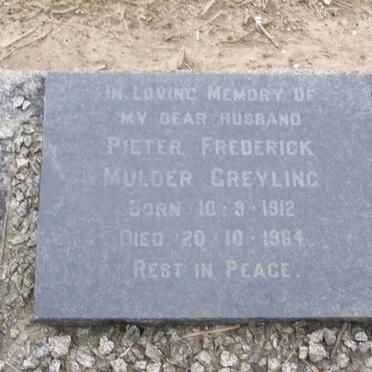 In Loving Memory of
my dear husband
Pieter Frederick
Mulder Greyling
Born 10·9·1912
Died 20·10·1964
Rest in Peace.